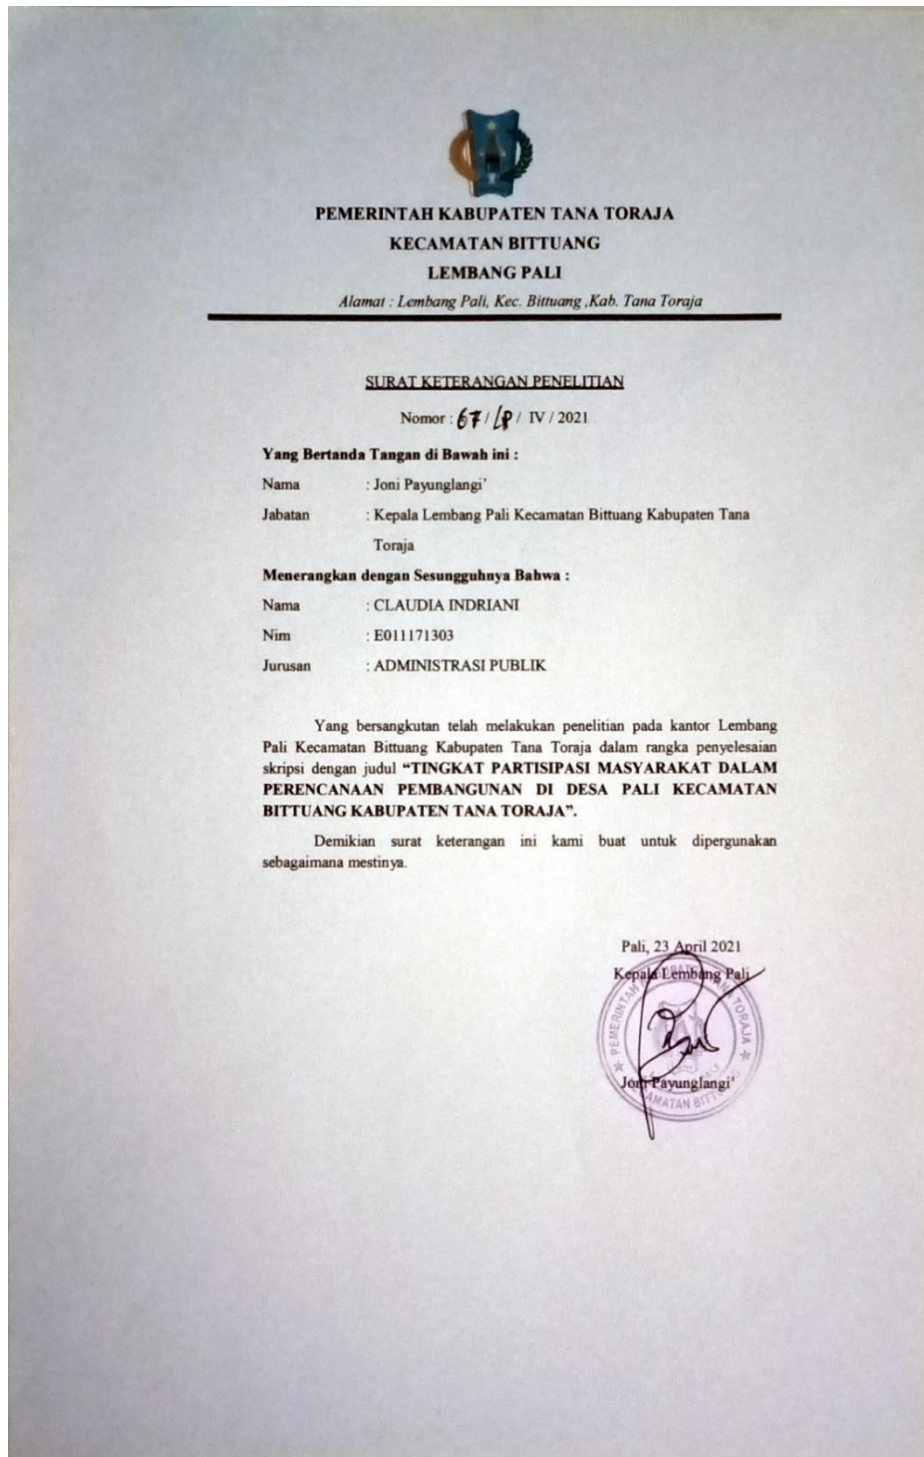 PEMERINTAH KABUPATEN TANA TORAJA
KECAMATAN BITTUANG
LEMBANG PALI
Alamat : Lembang Pali, Kec. Bittuang ,Kab. Tana Toraja
SURAT KETERANGAN PENELITIAN
Nomor : 67 / LP / IV / 2021
Yang Bertanda Tangan di Bawah ini :
Nama : Joni Payunglangi'
Jabatan : Kepala Lembang Pali Kecamatan Bittuang Kabupaten Tana
Toraja
Menerangkan dengan Sesungguhnya Bahwa :
Nama : CLAUDIA INDRIANI
Nim : E011171303
Jurusan : ADMINISTRASI PUBLIK
Yang bersangkutan telah melakukan penelitian pada kantor Lembang
Pali Kecamatan Bittuang Kabupaten Tana Toraja dalam rangka penyelesaian
skripsi dengan judul “TINGKAT PARTISIPASI MASYARAKAT DALAM
PERENCANAAN PEMBANGUNAN DI DESA PALI KECAMATAN
BITTUANG KABUPATEN TANA TORAJA”.
Demikian surat keterangan ini kami buat untuk dipergunakan
sebagaimana mestinya.
Pali, 23 April 2021
Kepala Lembang Pali
PEMERINTAH TANA TORAJA
Joni Payunglangi'